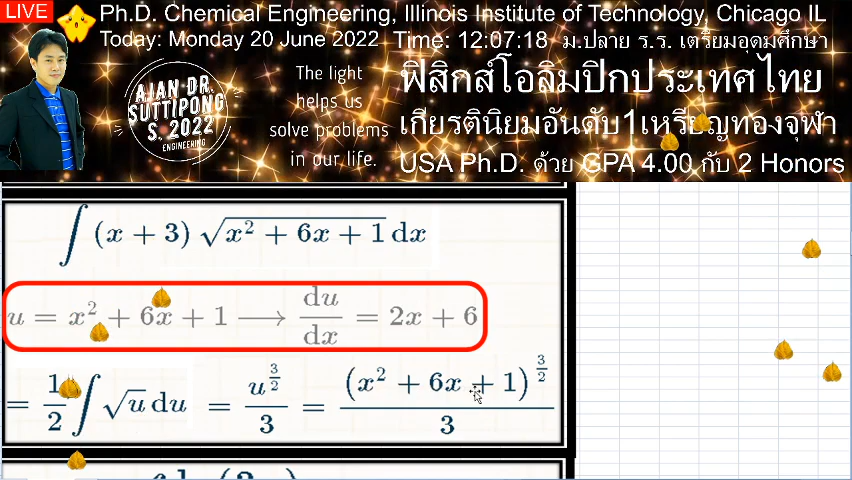 LIVE
Ph.D. Chemical Engineering, Illinois Institute of Technology, Chicago IL
Today: Monday 20 June 2022 Time: 12:07:18 ม.ปลาย ร.ร. เตรียมอุดมศึกษา
AJAN DR.
SUTTIPONG
S. 2022
ENGINEERING
The light
helps us
solve problems
in our life.
ฟิสิกส์โอลิมปิกประเทศไทย
เกียรตินิยมอันดับ1เหรียญทองจุฬา
USA Ph.D. ด้วย GPA 4.00 กับ 2 Honors
∫ (x + 3) √(x² + 6x + 1) dx
u = x² + 6x + 1 ⟶ du/dx = 2x + 6
= 1/2 ∫ √u du = u^(3/2)/3 = (x² + 6x + 1)^(3/2)/3